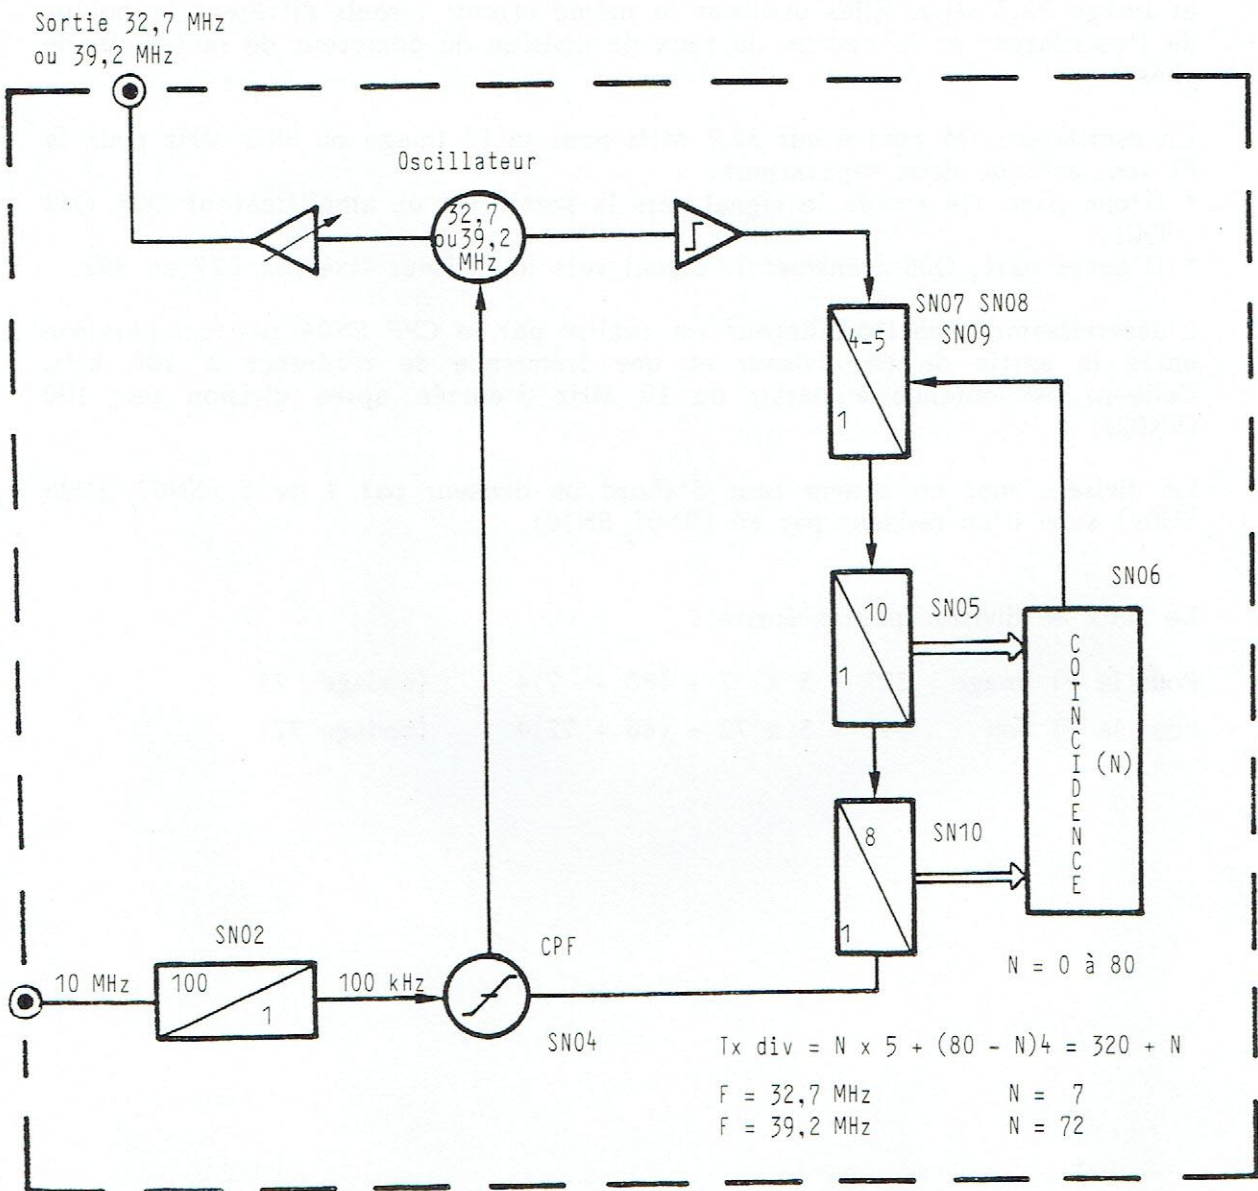 Sortie 32,7 MHz
ou 39,2 MHz
Oscillateur
32,7
ou39,2
MHz
SN07 SN08
SN09
4-5
1
10
1
SN05
SN06
COINCIDENCE
(N)
8
1
SN10
N = 0 à 80
SN02
10 MHz
100
1
100 kHz
CPF
SN04
Tx div = N x 5 + (80 - N)4 = 320 + N
F = 32,7 MHz N = 7
F = 39,2 MHz N = 72